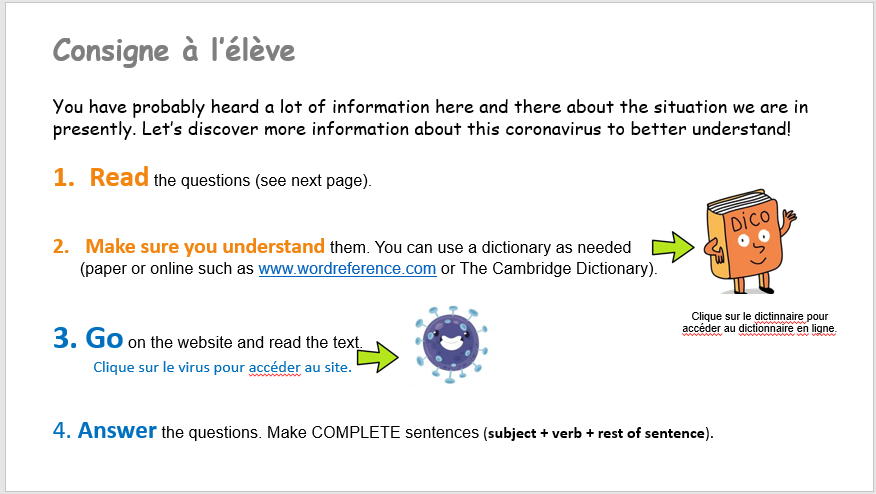 Consigne à l'élève
You have probably heard a lot of information here and there about the situation we are in
presently. Let's discover more information about this coronavirus to better understand!
1. Read the questions (see next page).
2. Make sure you understand them. You can use a dictionary as needed
(paper or online such as www.wordreference.com or The Cambridge Dictionary).
DICO
Clique sur le dictinnaire pour
accéder au dictionnaire en ligne.
3. Go on the website and read the text.
Clique sur le virus pour accéder au site.
4. Answer the questions. Make COMPLETE sentences (subject + verb + rest of sentence).